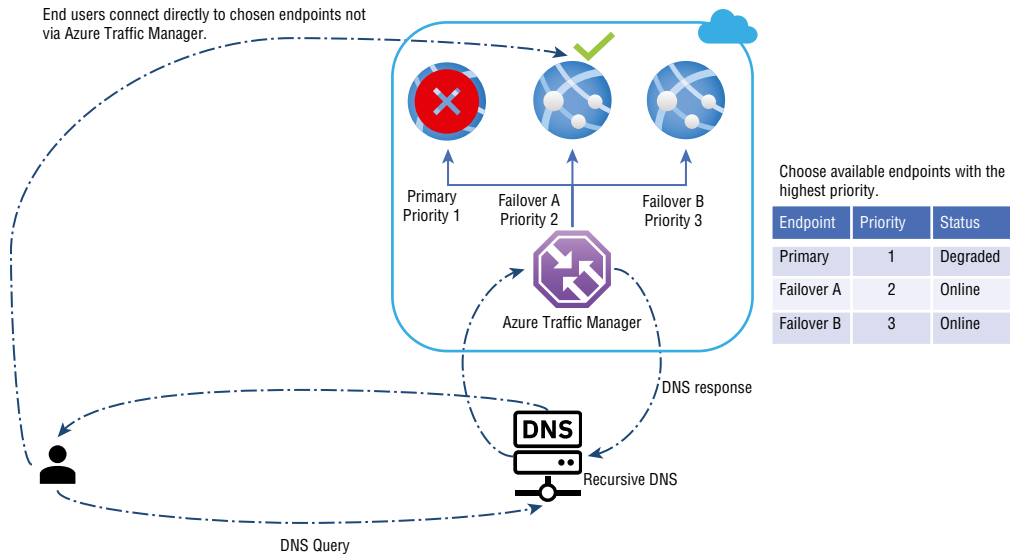 End users connect directly to chosen endpoints not
via Azure Traffic Manager.
Primary
Priority 1
Failover A
Priority 2
Failover B
Priority 3
Azure Traffic Manager
Choose available endpoints with the
highest priority.
Endpoint Priority Status
Primary 1 Degraded
Failover A 2 Online
Failover B 3 Online
DNS response
DNS
Recursive DNS
DNS Query